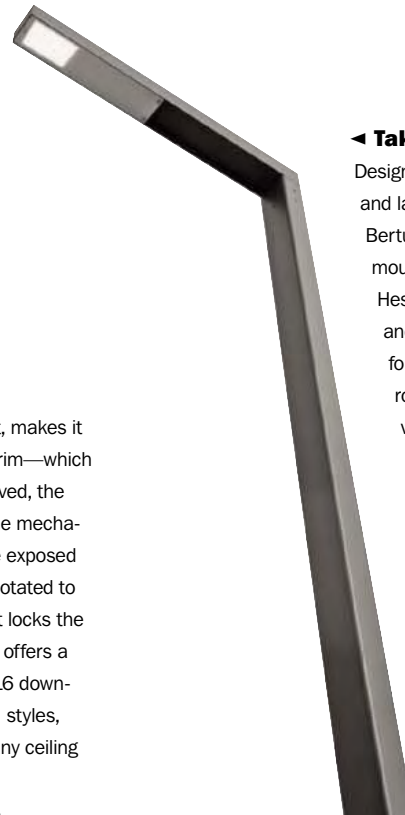 , makes it
rim—which
ved, the
e mecha-
exposed
otated to
t locks the
offers a
16 down-
styles,
ny ceiling
◄ Tak
Design
and la
Bertu
mou
Hes
an
fo
ro
v